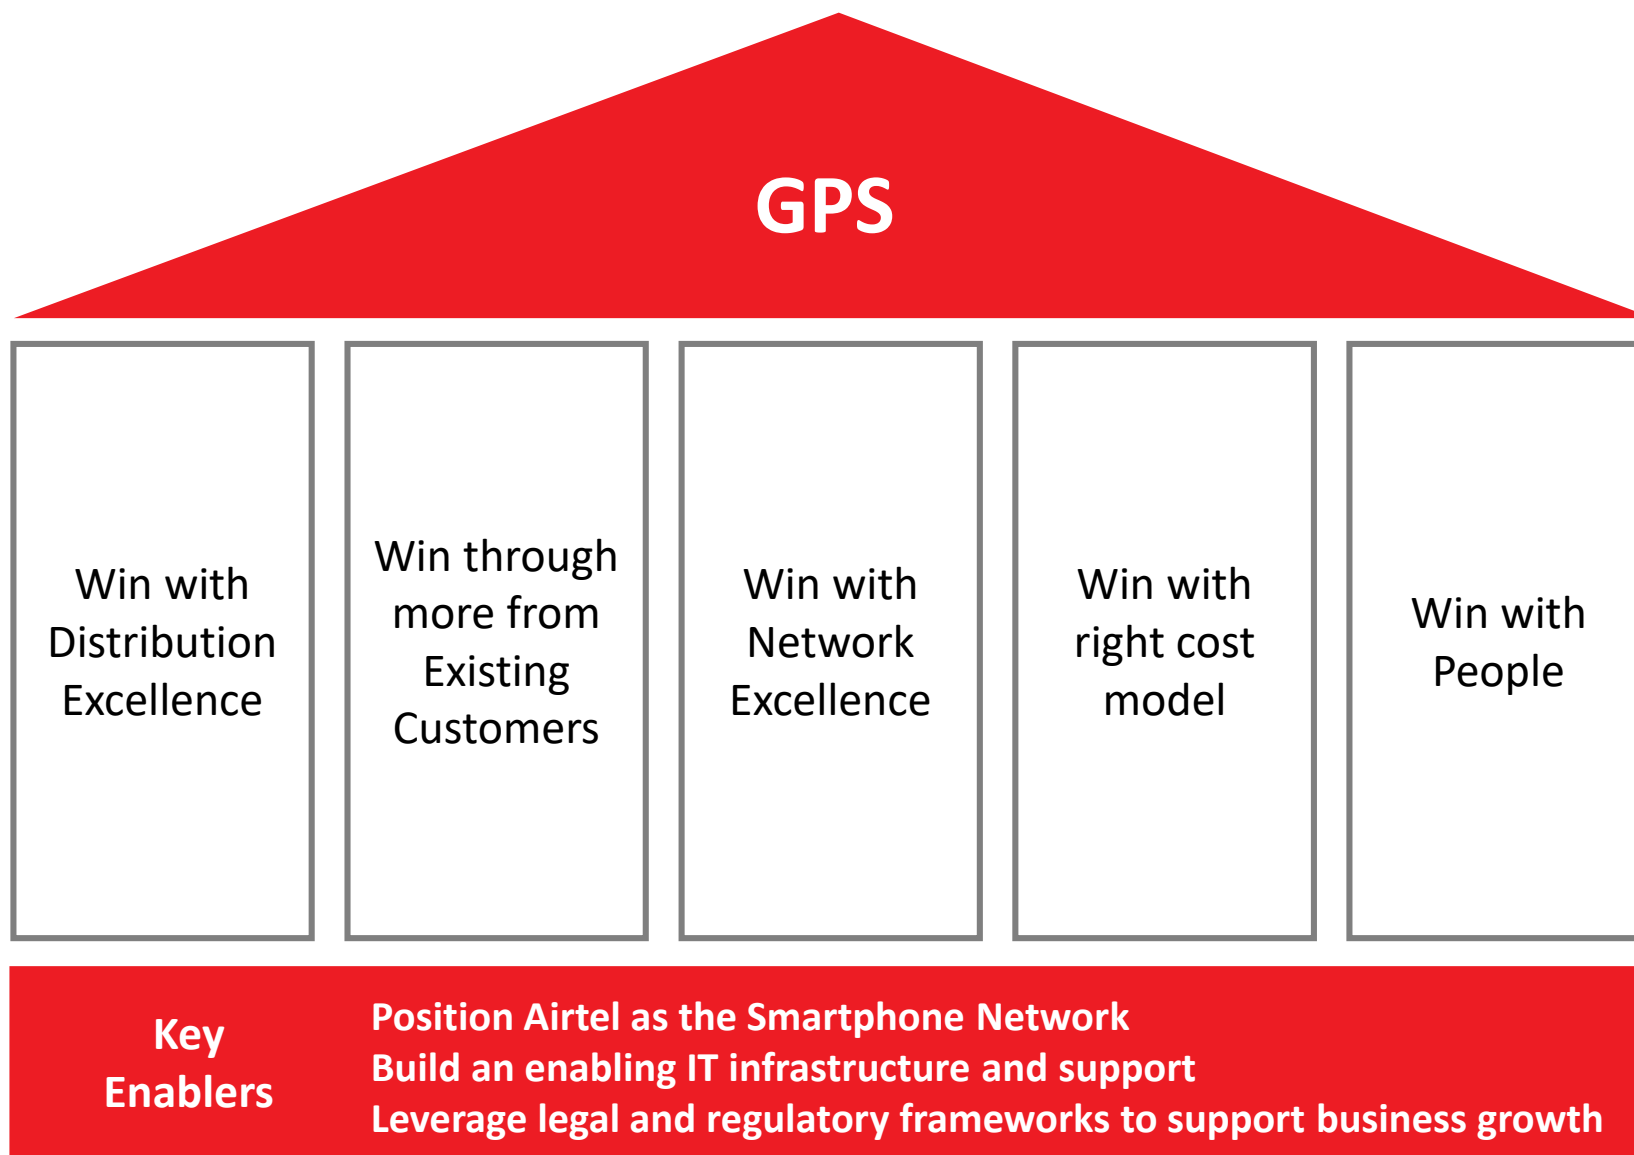 GPS
Win with
Distribution
Excellence
Win through
more from
Existing
Customers
Win with
Network
Excellence
Win with
right cost
model
Win with
People
Key
Enablers
Position Airtel as the Smartphone Network
Build an enabling IT infrastructure and support
Leverage legal and regulatory frameworks to support business growth